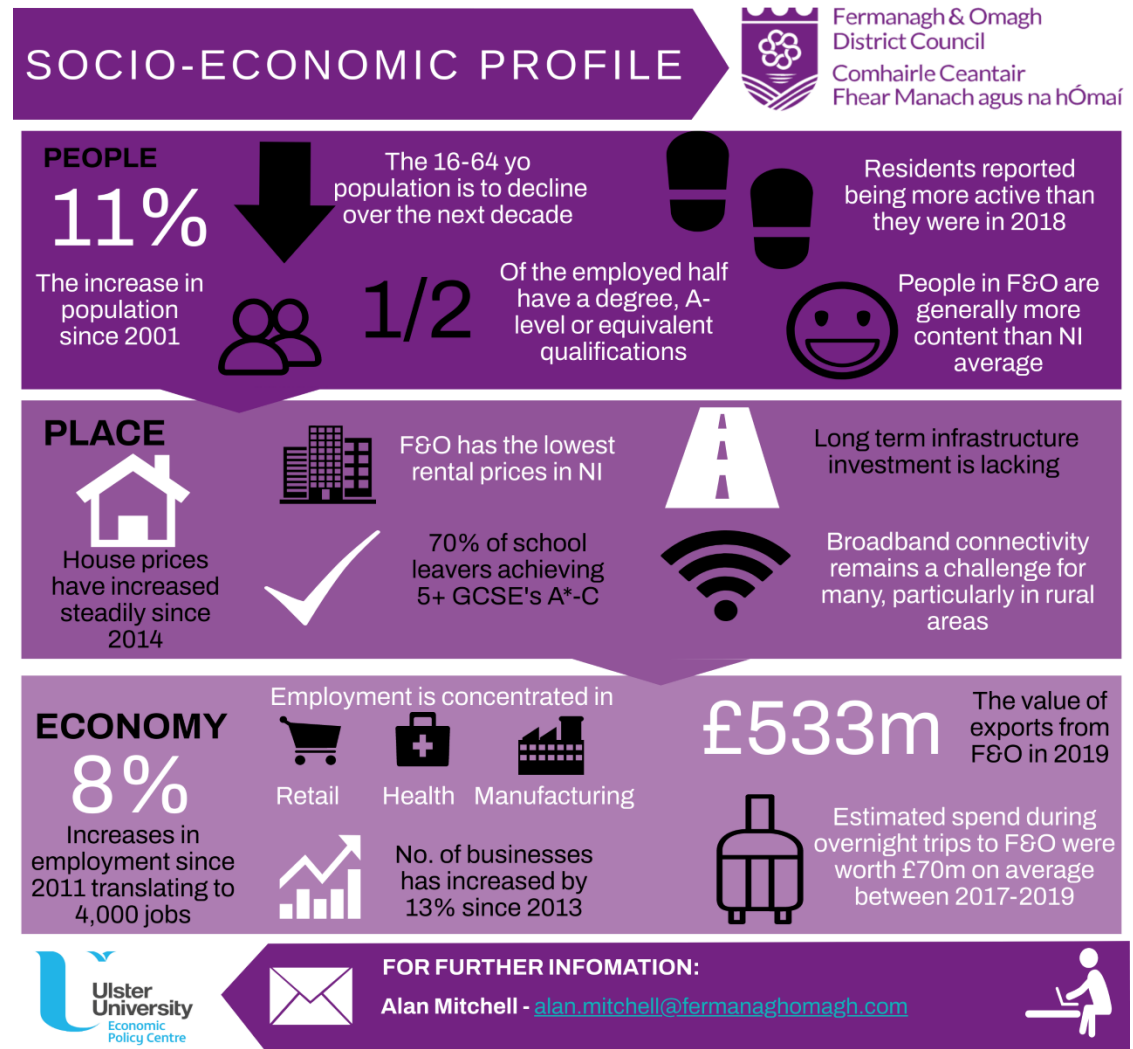 SOCIO-ECONOMIC PROFILE
Fermanagh & Omagh
District Council
Comhairle Ceantair
Fhear Manach agus na hÓmaí
PEOPLE
11%
The increase in
population
since 2001
The 16-64 yo
population is to decline
over the next decade
1/2
Of the employed half
have a degree, A-
level or equivalent
qualifications
Residents reported
being more active than
they were in 2018
People in F&O are
generally more
content than NI
average
PLACE
House prices
have increased
steadily since
2014
F&O has the lowest
rental prices in NI
70% of school
leavers achieving
5+ GCSE's A*-C
Long term infrastructure
investment is lacking
Broadband connectivity
remains a challenge for
many, particularly in rural
areas
ECONOMY
8%
Increases in
employment since
2011 translating to
4,000 jobs
Employment is concentrated in
Retail Health Manufacturing
No. of businesses
has increased by
13% since 2013
£533m
The value of
exports from
F&O in 2019
Estimated spend during
overnight trips to F&O were
worth £70m on average
between 2017-2019
Ulster
University
Economic
Policy Centre
FOR FURTHER INFOMATION:
Alan Mitchell - alan.mitchell@fermanaghomagh.com